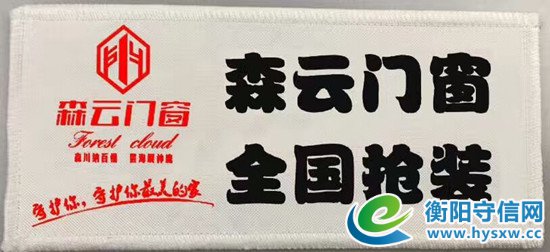 森云门窗
Forest cloud
守护你,守护你最美的家
森云门窗
全国抢装
衡阳守信网
www.hysxw.cc